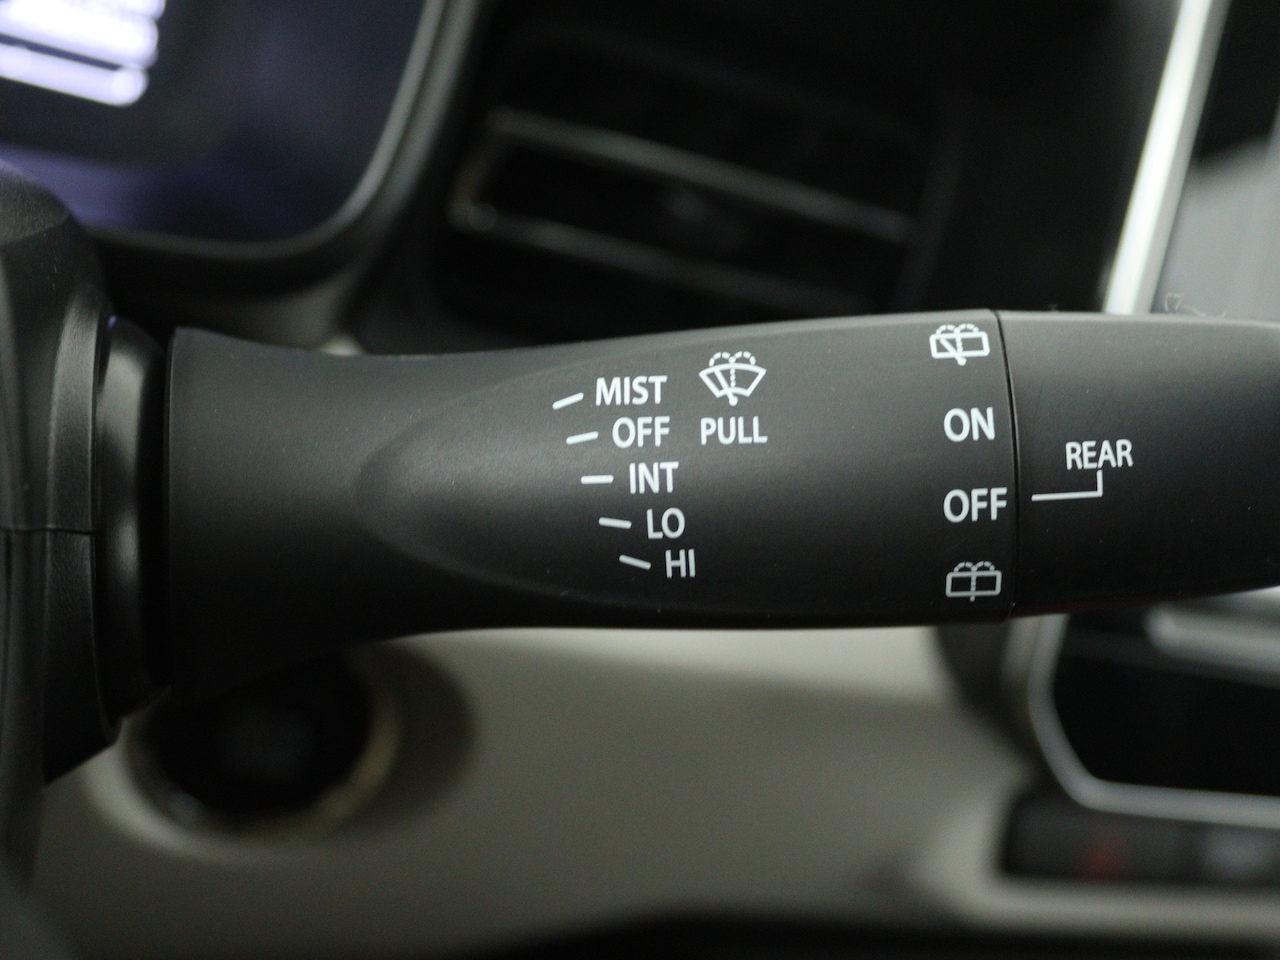 MIST
OFF
INT
LO
HI
PULL
ON
OFF
REAR